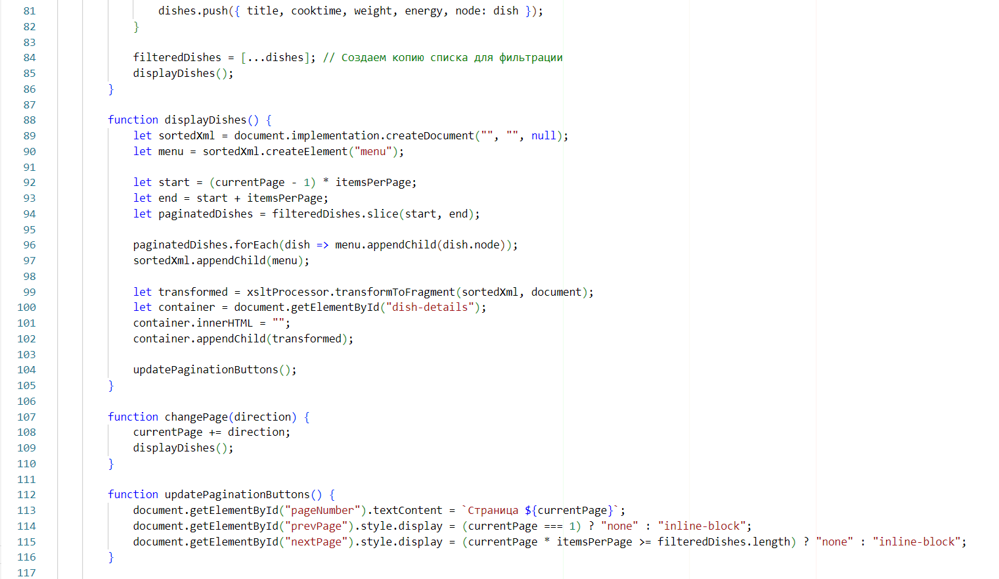 81 dishes.push({ title, cooktime, weight, energy, node: dish });
82 }
83
84 filteredDishes = [...dishes]; // Создаем копию списка для фильтрации
85 displayDishes();
86 }
87
88 function displayDishes() {
89 let sortedXml = document.implementation.createDocument("", "", null);
90 let menu = sortedXml.createElement("menu");
91
92 let start = (currentPage - 1) * itemsPerPage;
93 let end = start + itemsPerPage;
94 let paginatedDishes = filteredDishes.slice(start, end);
95
96 paginatedDishes.forEach(dish => menu.appendChild(dish.node));
97 sortedXml.appendChild(menu);
98
99 let transformed = xsltProcessor.transformToFragment(sortedXml, document);
100 let container = document.getElementById("dish-details");
101 container.innerHTML = "";
102 container.appendChild(transformed);
103
104 updatePaginationButtons();
105 }
106
107 function changePage(direction) {
108 currentPage += direction;
109 displayDishes();
110 }
111
112 function updatePaginationButtons() {
113 document.getElementById("pageNumber").textContent = `Страница ${currentPage}`;
114 document.getElementById("prevPage").style.display = (currentPage === 1) ? "none" : "inline-block";
115 document.getElementById("nextPage").style.display = (currentPage * itemsPerPage >= filteredDishes.length) ? "none" : "inline-block";
116 }
117